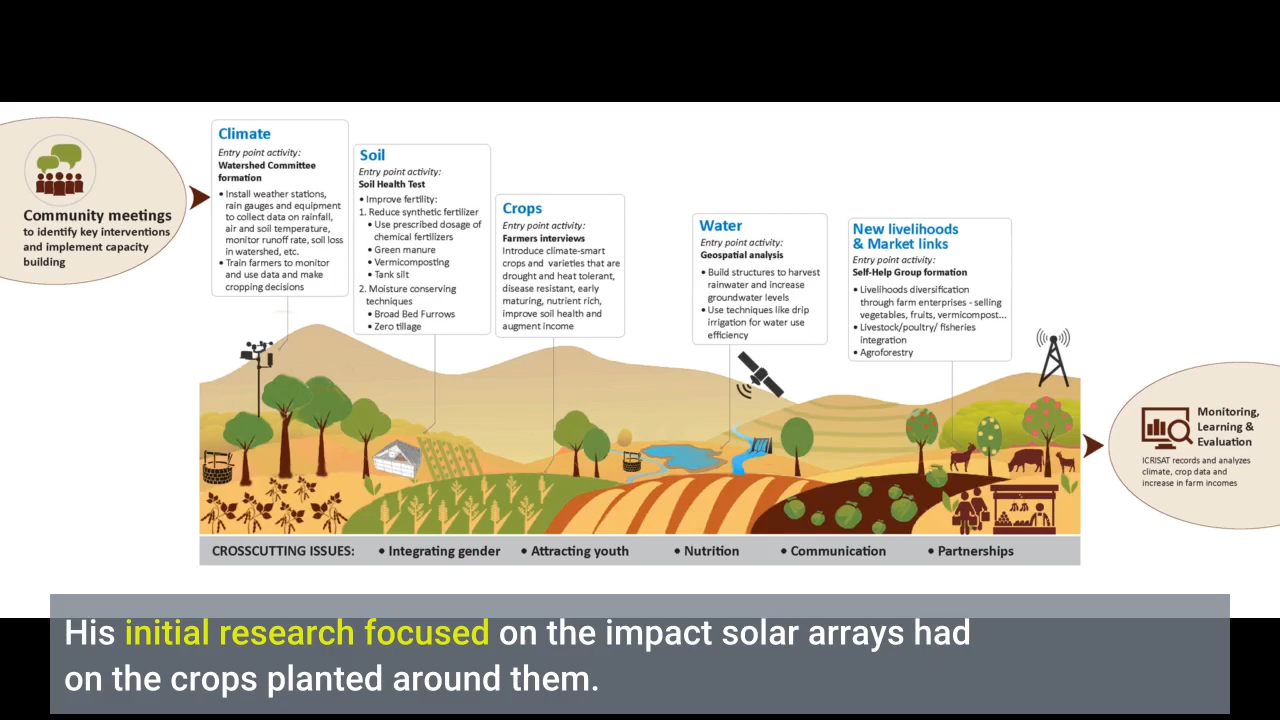 Community meetings
to identify key interventions
and implement capacity
building
Climate
Entry point activity:
Watershed Committee
formation
• Install weather stations,
rain gauges and equipment
to collect data on rainfall,
air and soil temperature,
monitor runoff rate, soil loss
in watershed, etc.
• Train farmers to monitor
and use data and make
cropping decisions
Soil
Entry point activity:
Soil Health Test
• Improve fertility:
1. Reduce synthetic fertilizer
• Use prescribed dosage of
chemical fertilizers
• Green manure
• Vermicomposting
• Tank silt
2. Moisture conserving
techniques
• Broad Bed Furrows
• Zero tillage
Crops
Entry point activity:
Farmers interviews
Introduce climate-smart
crops and varieties that are
drought and heat tolerant,
disease resistant, early
maturing, nutrient rich,
improve soil health and
augment income
Water
Entry point activity:
Geospatial analysis
• Build structures to harvest
rainwater and increase
groundwater levels
• Use techniques like drip
irrigation for water use
efficiency
New livelihoods
& Market links
Entry point activity:
Self-Help Group formation
• Livelihoods diversification
through farm enterprises - selling
vegetables, fruits, vermicompost...
• Livestock/poultry/ fisheries
integration
• Agroforestry
Monitoring,
Learning &
Evaluation
ICRISAT records and analyzes
climate, crop data and
increase in farm incomes
CROSSCUTTING ISSUES: • Integrating gender • Attracting youth • Nutrition • Communication • Partnerships
His initial research focused on the impact solar arrays had
on the crops planted around them.